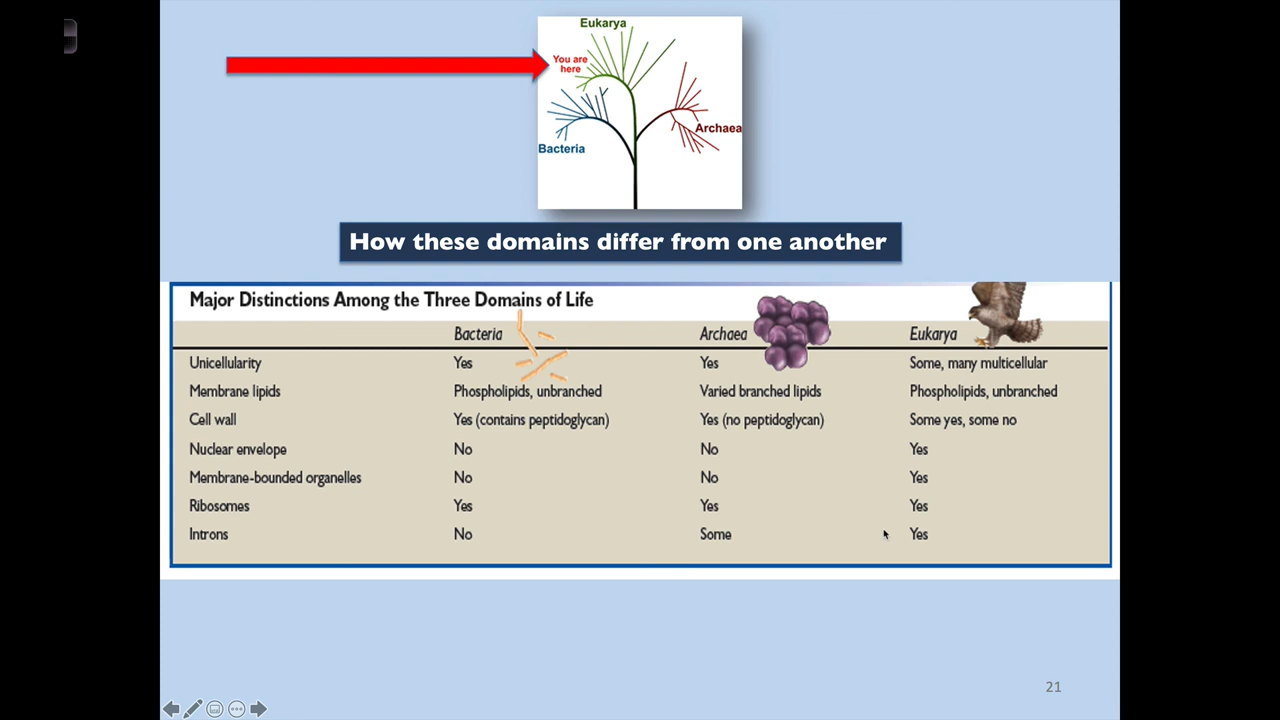 Eukarya
You are
here
Archaea
Bacteria
How these domains differ from one another
Major Distinctions Among the Three Domains of Life
Bacteria Archaea Eukarya
Unicellularity Yes Yes Some, many multicellular
Membrane lipids Phospholipids, unbranched Varied branched lipids Phospholipids, unbranched
Cell wall Yes (contains peptidoglycan) Yes (no peptidoglycan) Some yes, some no
Nuclear envelope No No Yes
Membrane-bounded organelles No No Yes
Ribosomes Yes Yes Yes
Introns No Some Yes
21